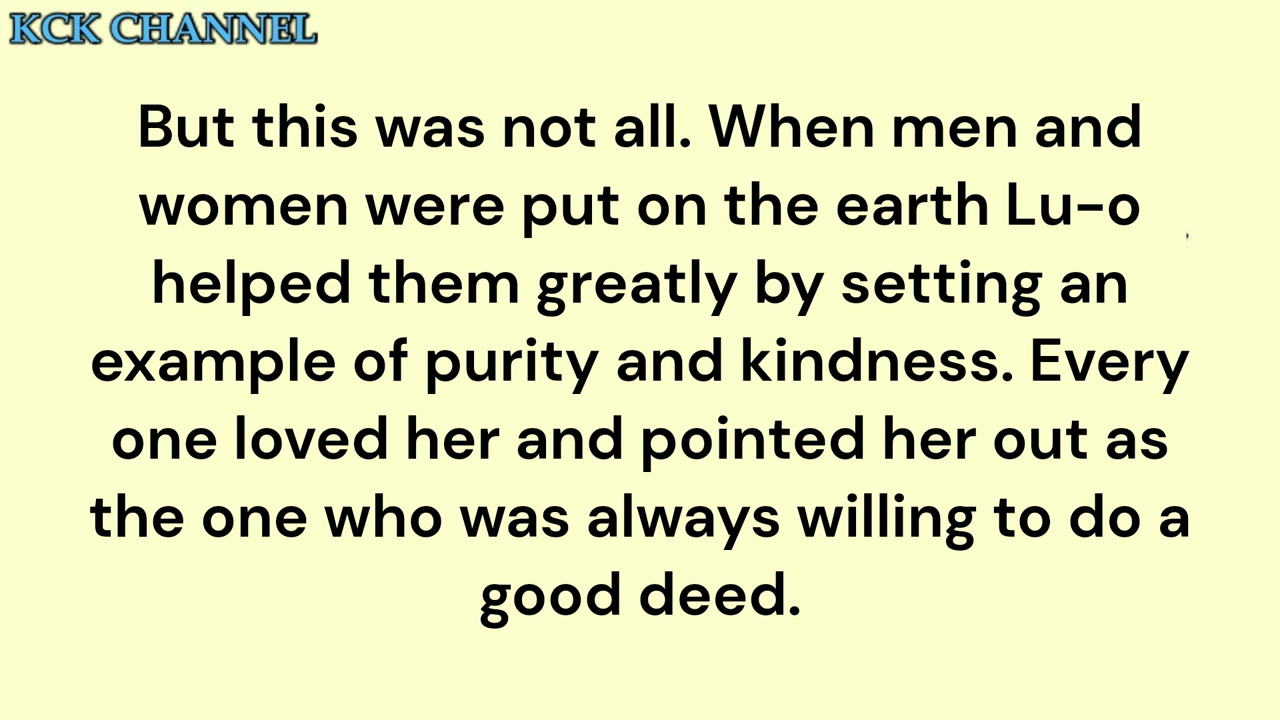 KCK CHANNEL
But this was not all. When men and
women were put on the earth Lu-o
helped them greatly by setting an
example of purity and kindness. Every
one loved her and pointed her out as
the one who was always willing to do a
good deed.